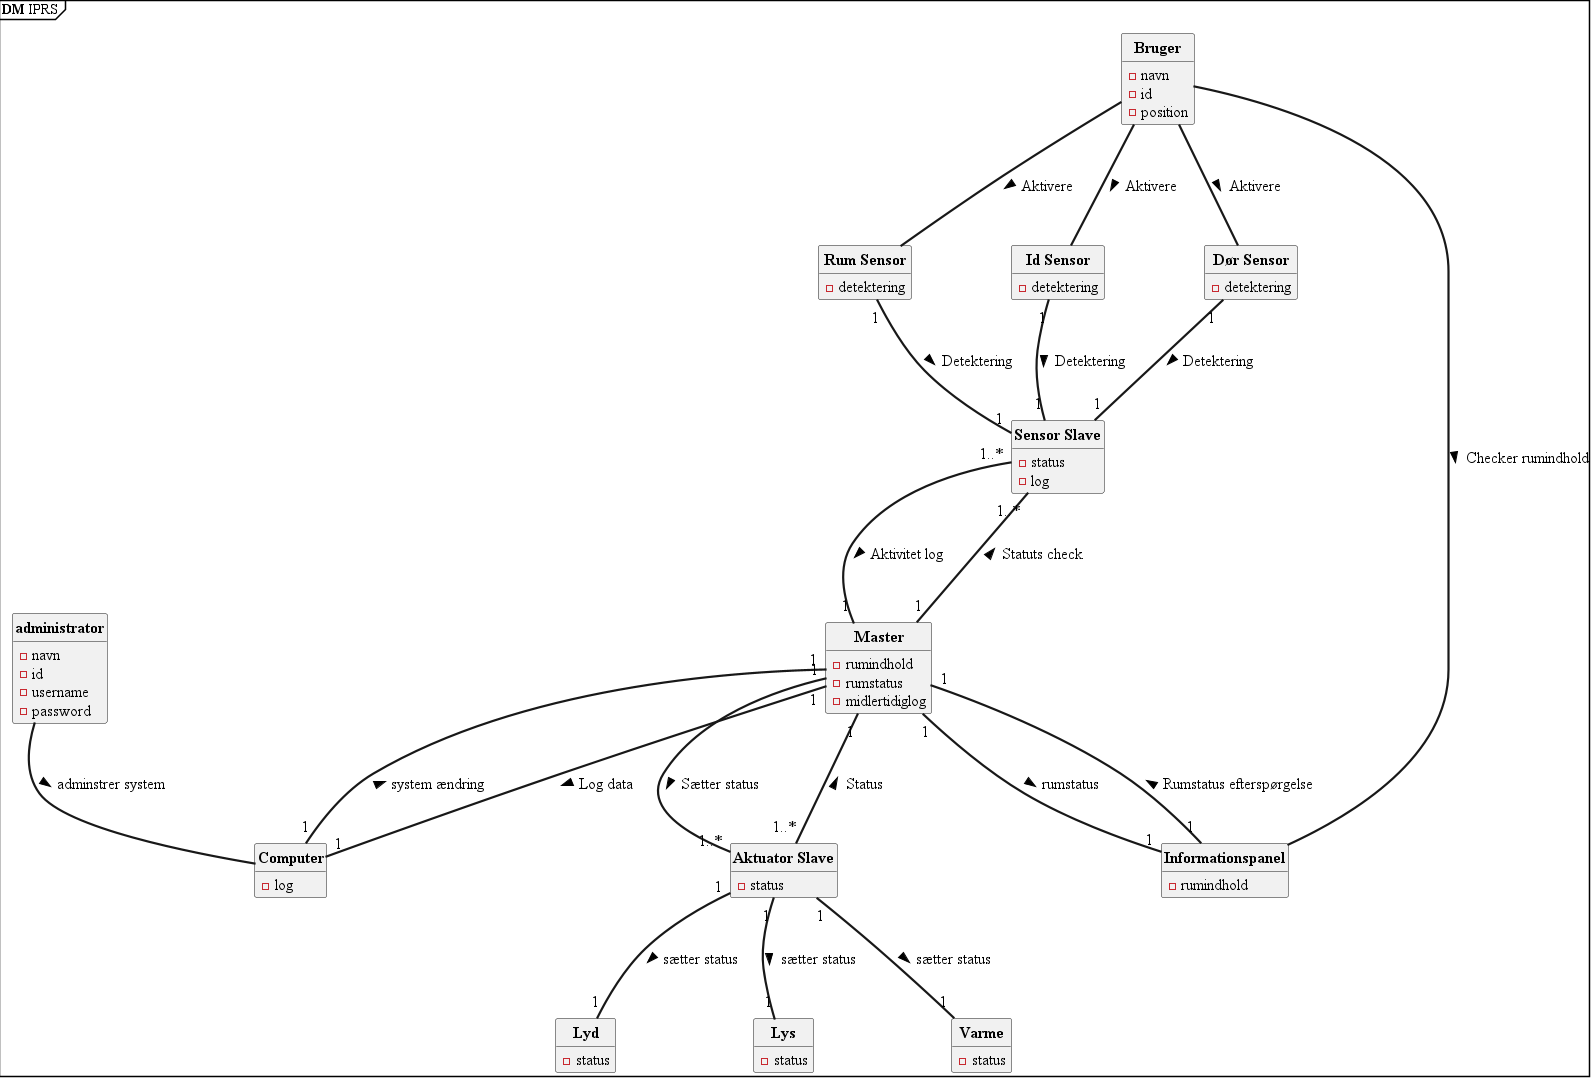 DM IPRS
Bruger
navn
id
position
Aktivere
Aktivere
Aktivere
Rum Sensor
detektering
Id Sensor
detektering
Dør Sensor
detektering
1
1
1
Detektering
Detektering
Detektering
1
1
1
Sensor Slave
status
log
1..*
Checker rumindhold
1..*
Aktivitet log
Statuts check
1
1
administrator
navn
id
username
password
Master
rumindhold
rumstatus
midlertidiglog
1
1
1
1
1
1
adminstrer system
system ændring
Log data
Sætter status
Status
rumstatus
Rumstatus efterspørgelse
1
1
1..*
1..*
1
1
Computer
log
Aktuator Slave
status
Informationspanel
rumindhold
1
1
1
sætter status
sætter status
sætter status
1
1
1
Lyd
status
Lys
status
Varme
status